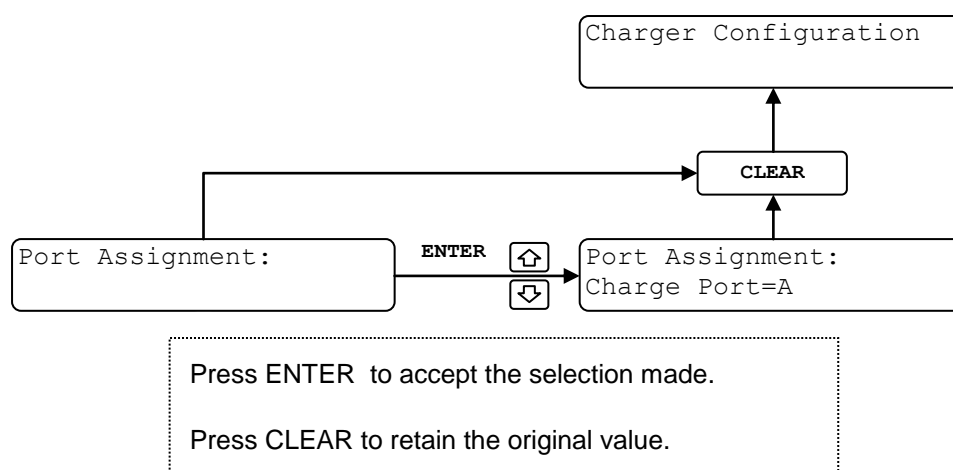 Charger Configuration
CLEAR
Port Assignment:
ENTER
Port Assignment:
Charge Port=A
Press ENTER to accept the selection made.
Press CLEAR to retain the original value.